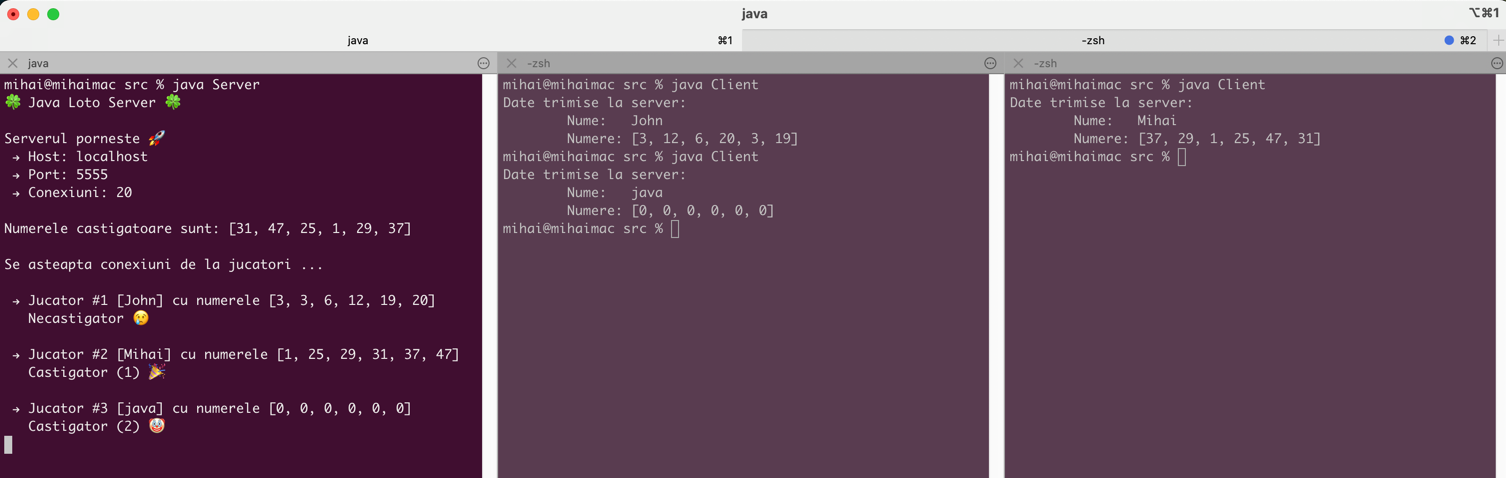 java
⌥⌘1
java ⌘1
-zsh ⌘2
java
mihai@mihaimac src % java Server
🍀 Java Loto Server 🍀
Serverul porneste 🚀
→ Host: localhost
→ Port: 5555
→ Conexiuni: 20
Numerele castigatoare sunt: [31, 47, 25, 1, 29, 37]
Se asteapta conexiuni de la jucatori ...
→ Jucator #1 [John] cu numerele [3, 3, 6, 12, 19, 20]
Necastigator 😢
→ Jucator #2 [Mihai] cu numerele [1, 25, 29, 31, 37, 47]
Castigator (1) 🎉
→ Jucator #3 [java] cu numerele [0, 0, 0, 0, 0, 0]
Castigator (2) 🤡
-zsh
mihai@mihaimac src % java Client
Date trimise la server:
Nume: John
Numere: [3, 12, 6, 20, 3, 19]
mihai@mihaimac src % java Client
Date trimise la server:
Nume: java
Numere: [0, 0, 0, 0, 0, 0]
mihai@mihaimac src %
-zsh
mihai@mihaimac src % java Client
Date trimise la server:
Nume: Mihai
Numere: [37, 29, 1, 25, 47, 31]
mihai@mihaimac src %